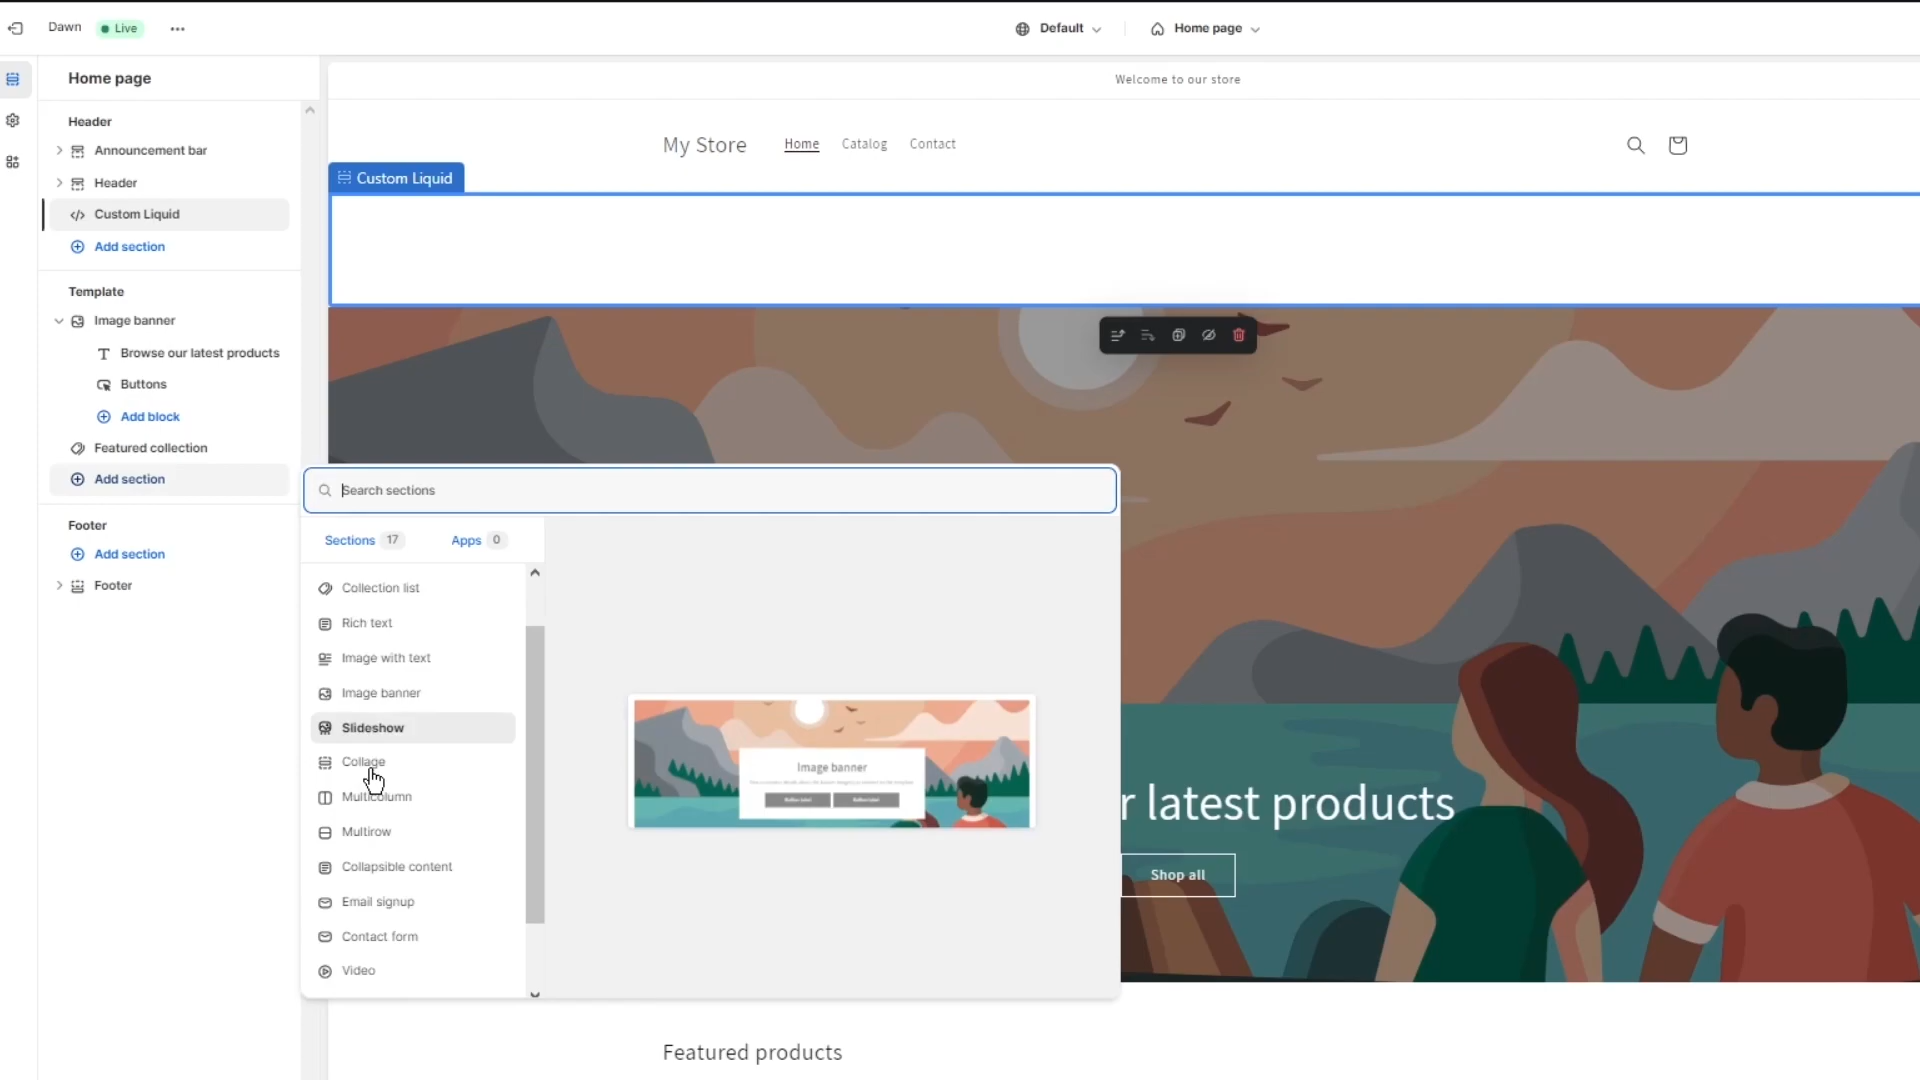 Dawn
Live
Default
Home page
Home page
Header
Announcement bar
Header
Custom Liquid
Add section
Template
Image banner
Browse our latest products
Buttons
Add block
Featured collection
Add section
Footer
Add section
Footer
Welcome to our store
My Store
Home
Catalog
Contact
Custom Liquid
Search sections
Sections 17
Apps 0
Collection list
Rich text
Image with text
Image banner
Slideshow
Collage
Multicolumn
Multirow
Collapsible content
Email signup
Contact form
Video
Image banner
Button label
Button label
r latest products
Shop all
Featured products